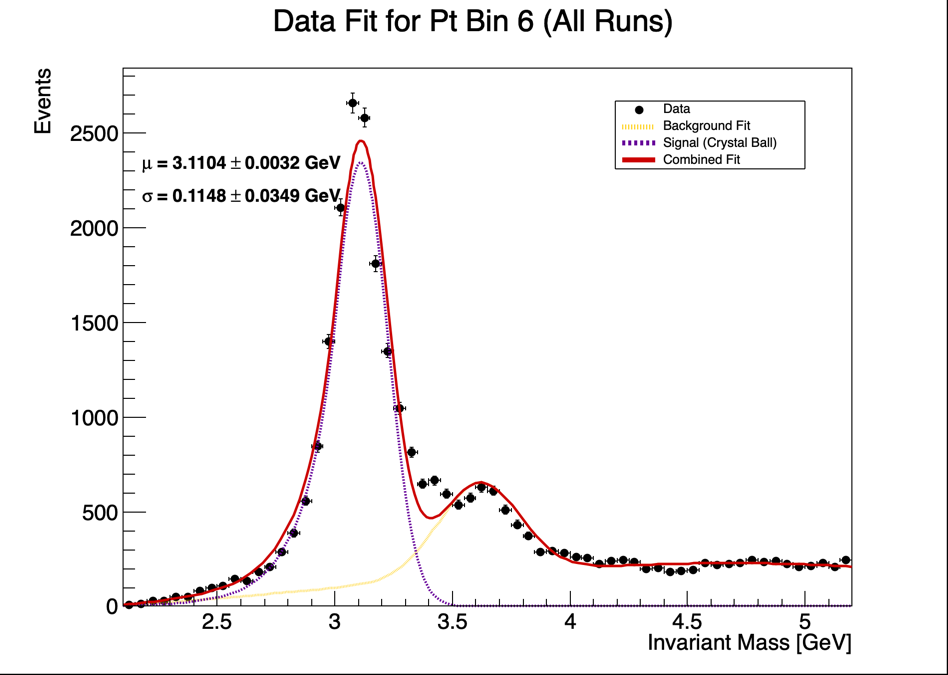 Data Fit for Pt Bin 6 (All Runs)
Events
2500
2000
1500
1000
500
0
μ = 3.1104 ± 0.0032 GeV
σ = 0.1148 ± 0.0349 GeV
Data
Background Fit
Signal (Crystal Ball)
Combined Fit
2.5 3 3.5 4 4.5 5
Invariant Mass [GeV]